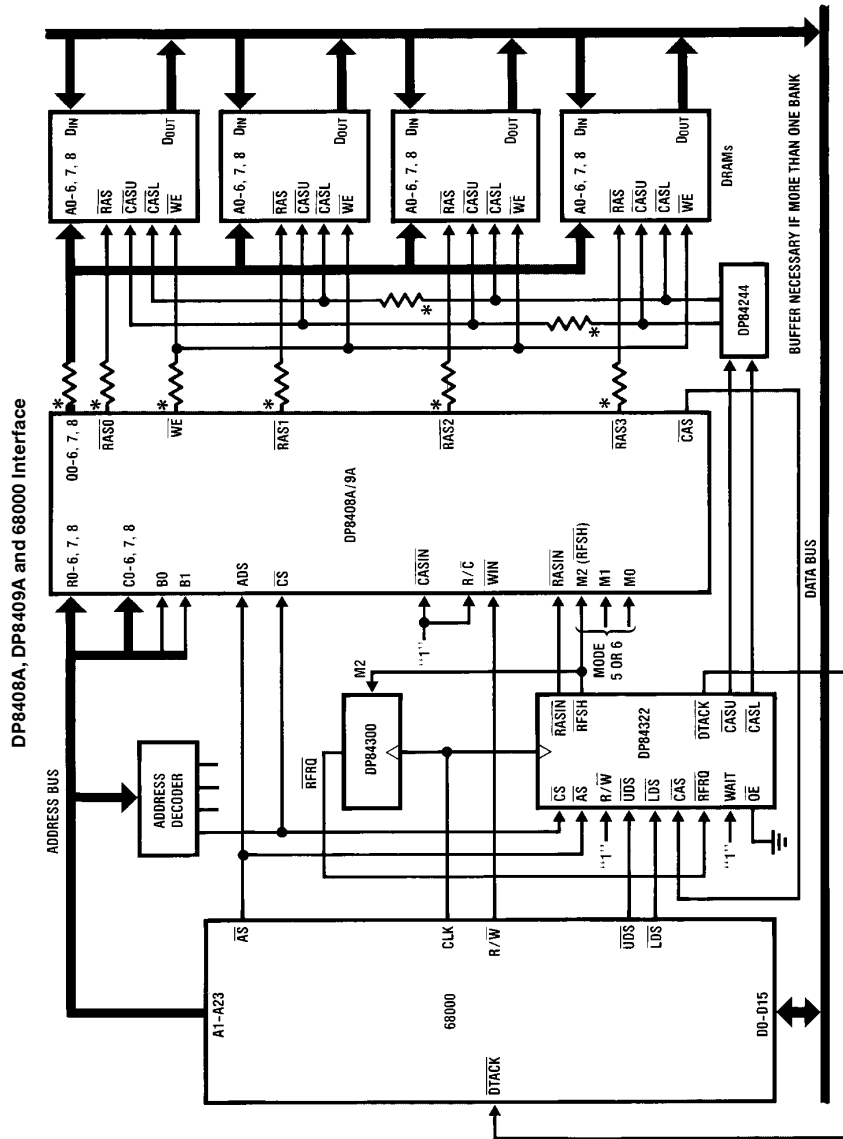 DP8408A, DP8409A and 68000 Interface
ADDRESS BUS
ADDRESS
DECODER
A1-A23
68000
D0-D15
DTACK
AS
CLK
R/W
UDS
LDS
RFRQ
DP84300
M2
DP84322
CS
AS
R/W
"1"
UDS
LDS
CAS
RFRQ
WAIT
"1"
OE
RASIN
RFSH
DTACK
CASU
CASL
MODE
5 OR 6
DP8408A/9A
R0-6, 7, 8
C0-6, 7, 8
B0
B1
ADS
CS
CASIN
R/C
"1"
WIN
RASIN
M2 (RFSH)
M1
M0
Q0-6, 7, 8
RAS0
WE
RAS1
RAS2
RAS3
CAS
*
*
*
*
*
*
*
*
A0-6, 7, 8
RAS
CASU
CASL
WE
DIN
DOUT
A0-6, 7, 8
RAS
CASU
CASL
WE
DIN
DOUT
A0-6, 7, 8
RAS
CASU
CASL
WE
DIN
DOUT
A0-6, 7, 8
RAS
CASU
CASL
WE
DIN
DOUT
DRAMs
DP84244
BUFFER NECESSARY IF MORE THAN ONE BANK
DATA BUS